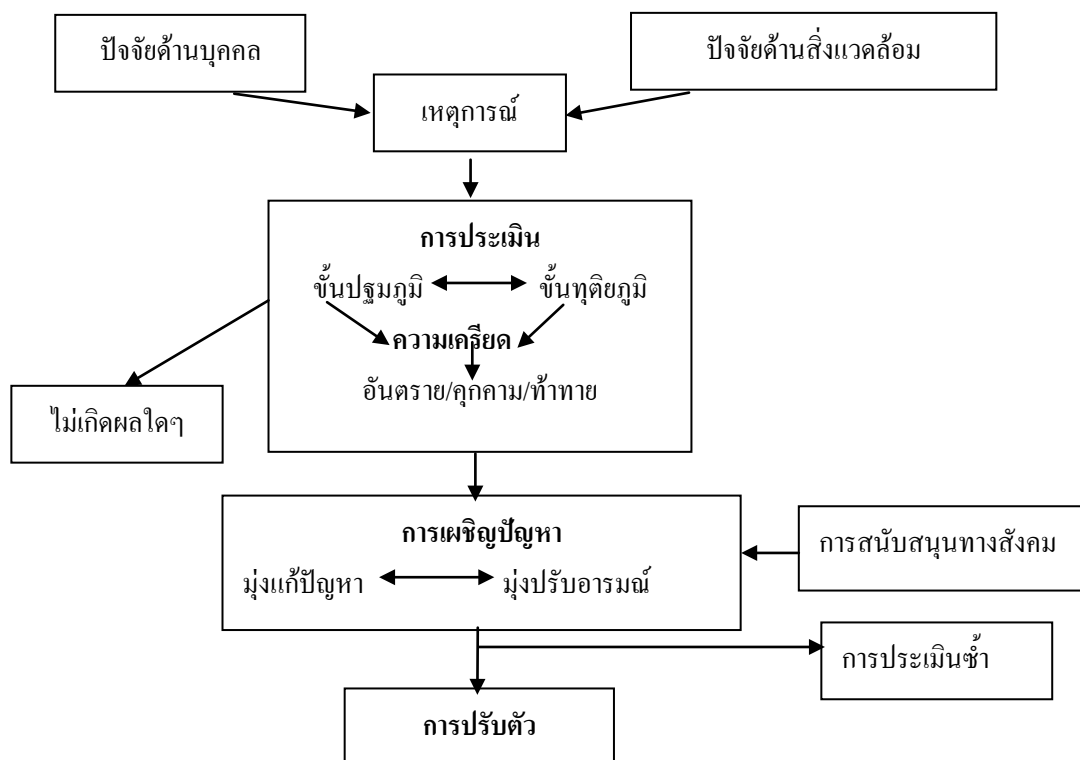 ปัจจัยด้านบุคคล
ปัจจัยด้านสิ่งแวดล้อม
เหตุการณ์
การประเมิน
ขั้นปฐมภูมิ
ขั้นทุติยภูมิ
ความเครียด
อันตราย/คุกคาม/ท้าทาย
ไม่เกิดผลใดๆ
การเผชิญปัญหา
มุ่งแก้ปัญหา
มุ่งปรับอารมณ์
การสนับสนุนทางสังคม
การประเมินซ้ำ
การปรับตัว